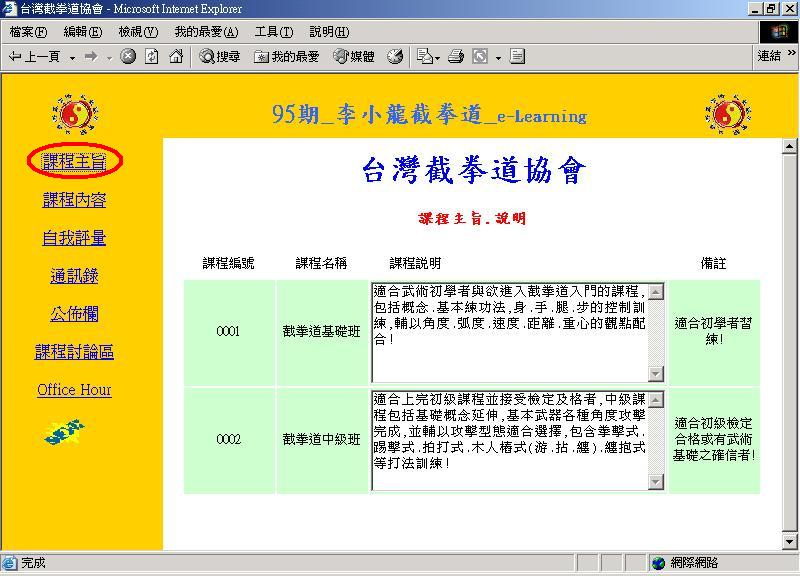 台灣截拳道協會 - Microsoft Internet Explorer
檔案(F) 編輯(E) 檢視(V) 我的最愛(A) 工具(T) 說明(H)
上一頁 搜尋 我的最愛 媒體 連結 »
95期_李小龍截拳道_e-Learning
課程主旨
課程內容
自我評量
通訊錄
公佈欄
課程討論區
Office Hour
台灣截拳道協會
課程主旨.說明
課程編號 課程名稱 課程說明 備註
0001 截拳道基礎班
適合武術初學者與欲進入截拳道入門的課程,
包括概念.基本練功法,身.手.腿.步的控制訓
練,輔以角度.弧度.速度.距離.重心的觀點配
合!
適合初學者習
練!
0002 截拳道中級班
適合上完初級課程並接受檢定及格者,中級課
程包括基礎概念延伸,基本武器各種角度攻擊
完成,並輔以攻擊型態適合選擇,包含拳擊式.
踢擊式.拍打式.木人樁式(游.拈.纏).纏抱式
等打法訓練!
適合初級檢定
合格或有武術
基礎之確信者!
完成 網際網路